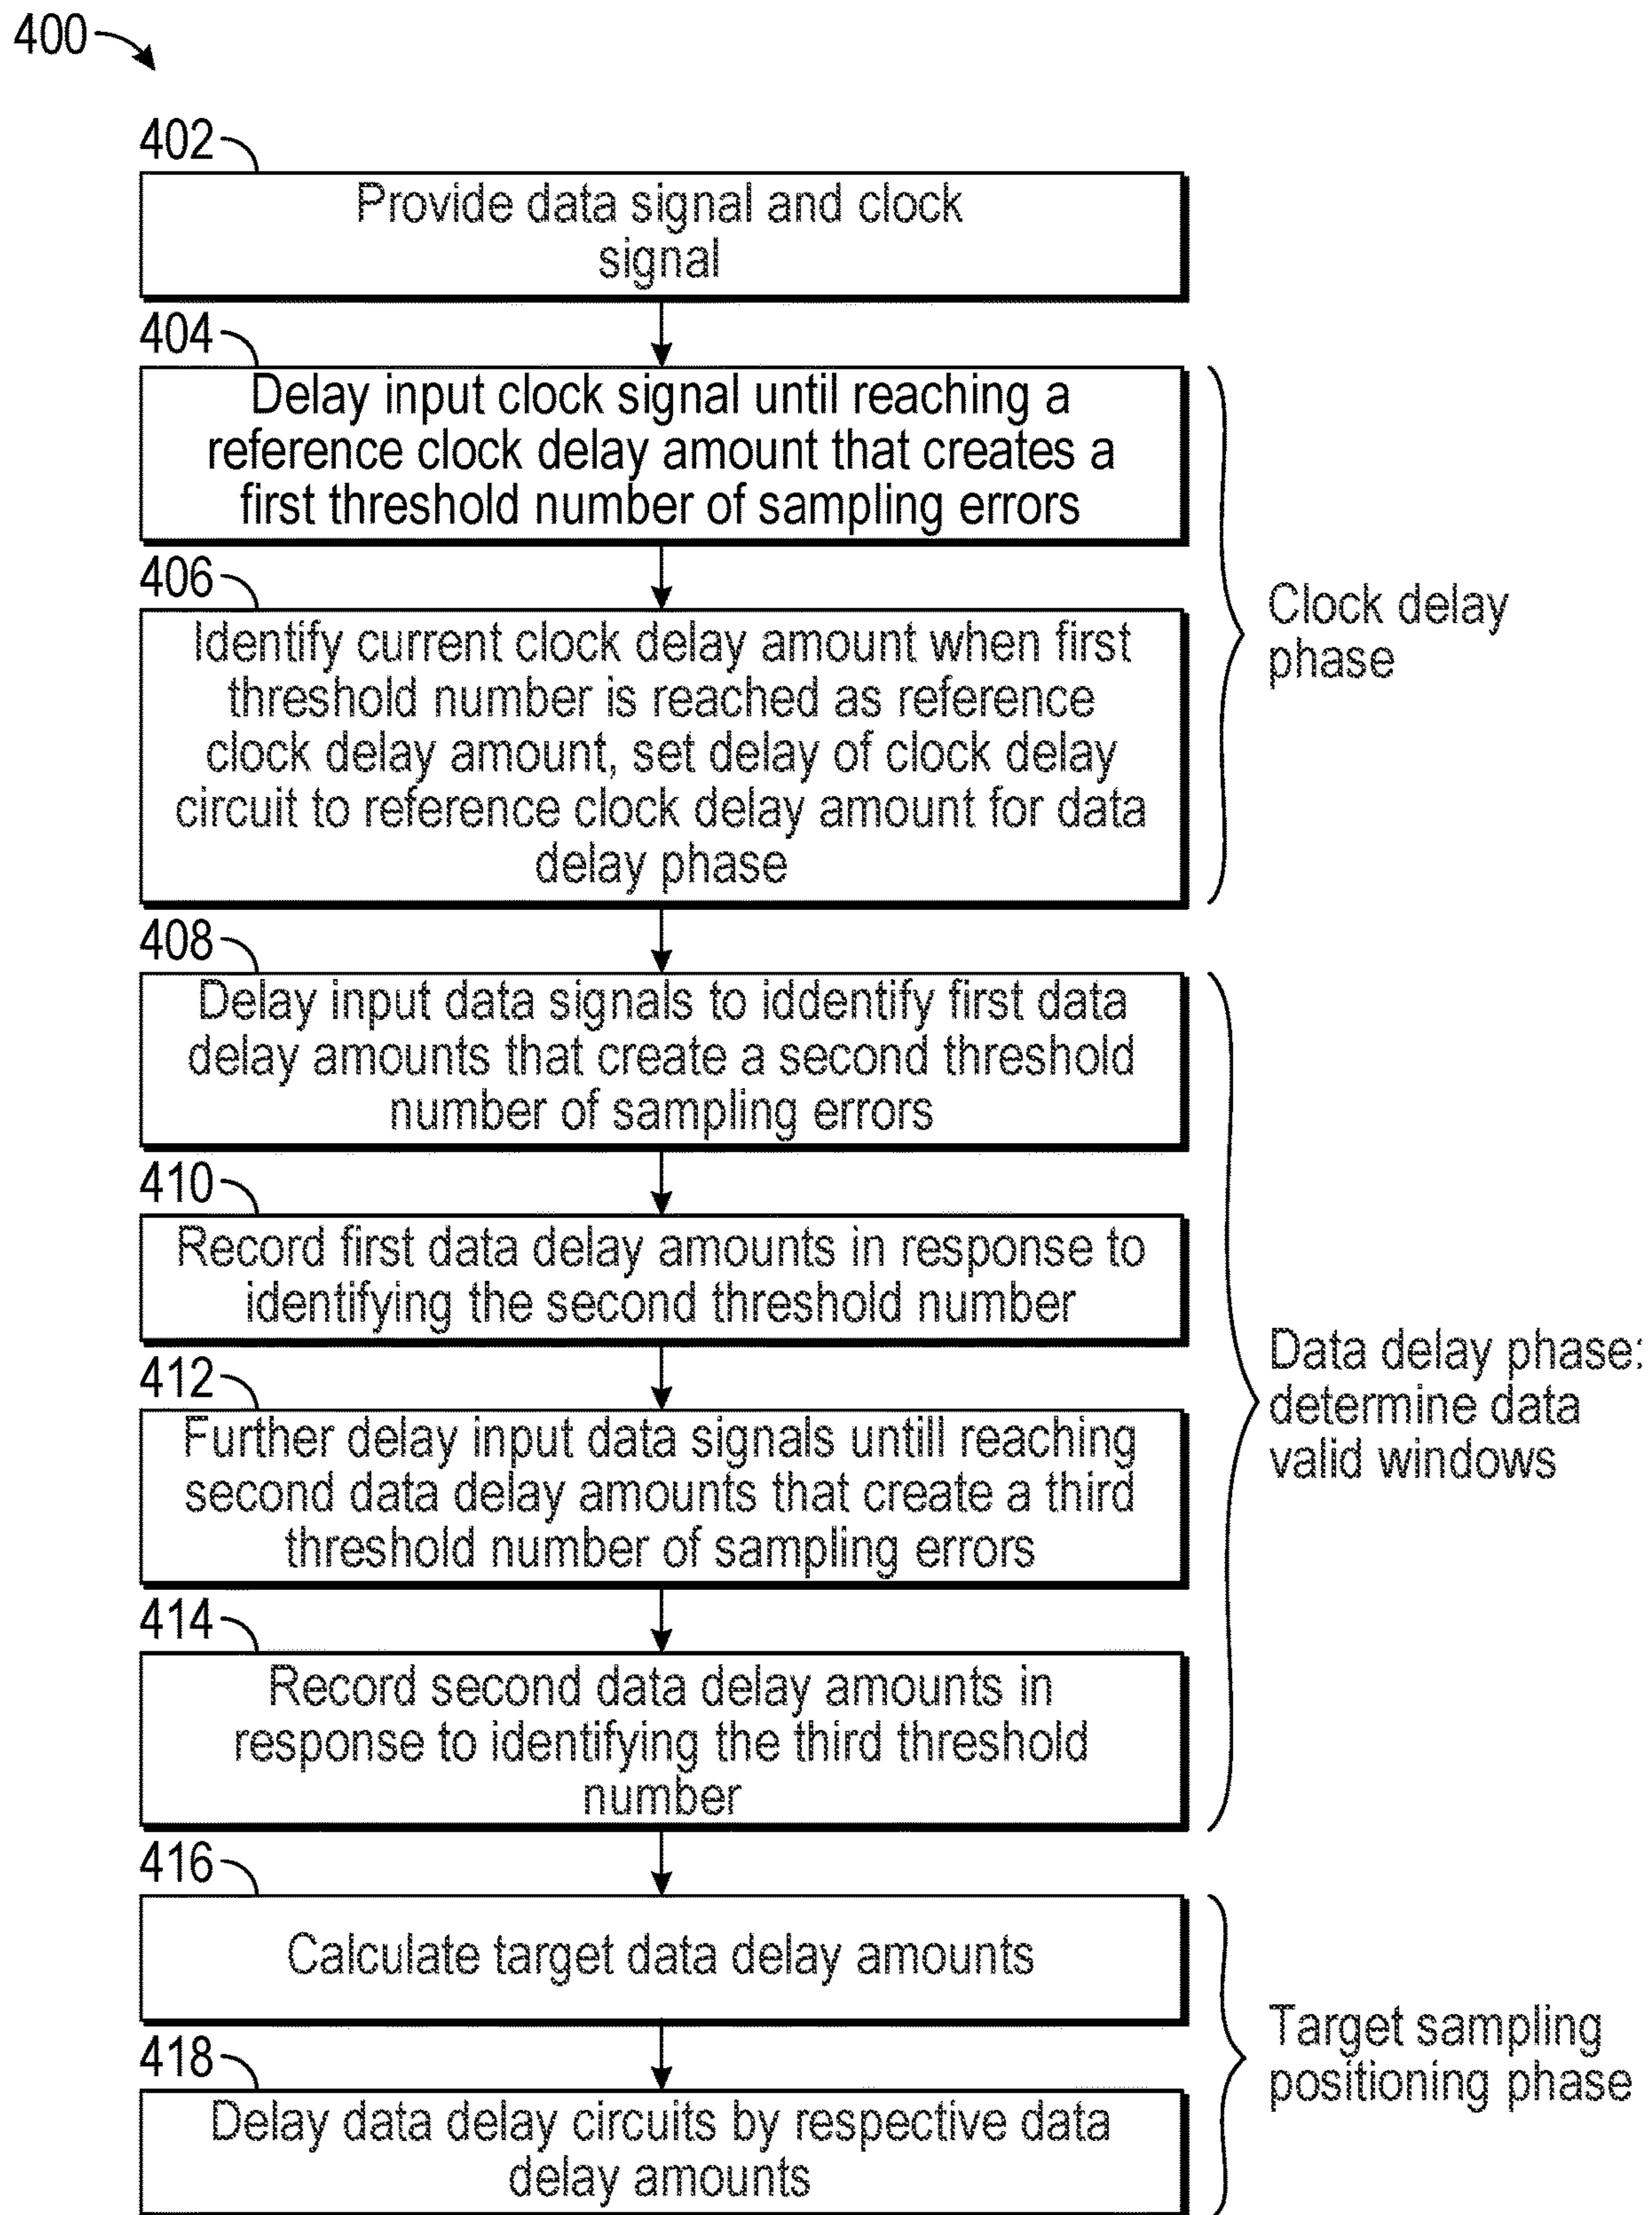 400
402
Provide data signal and clock
signal
404
Delay input clock signal until reaching a
reference clock delay amount that creates a
first threshold number of sampling errors
406
Identify current clock delay amount when first
threshold number is reached as reference
clock delay amount, set delay of clock delay
circuit to reference clock delay amount for data
delay phase
Clock delay
phase
408
Delay input data signals to iddentify first data
delay amounts that create a second threshold
number of sampling errors
410
Record first data delay amounts in response to
identifying the second threshold number
412
Further delay input data signals untill reaching
second data delay amounts that create a third
threshold number of sampling errors
414
Record second data delay amounts in
response to identifying the third threshold
number
Data delay phase:
determine data
valid windows
416
Calculate target data delay amounts
418
Delay data delay circuits by respective data
delay amounts
Target sampling
positioning phase